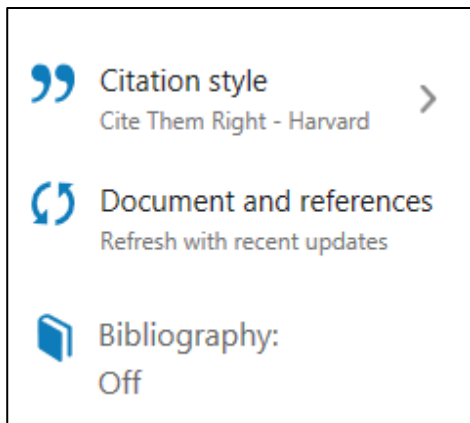 Citation style
Cite Them Right - Harvard
Document and references
Refresh with recent updates
Bibliography:
Off